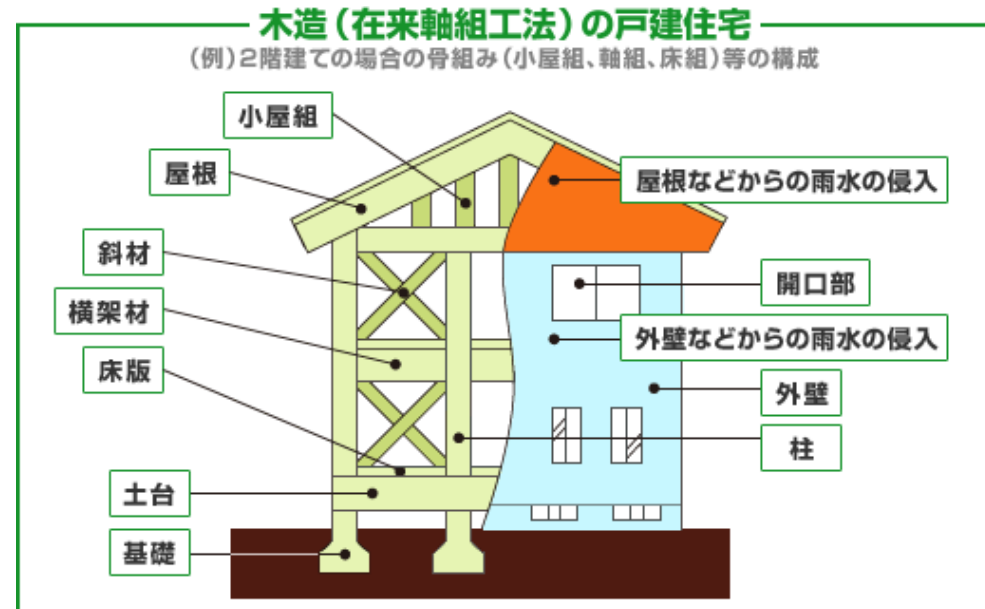 木造（在来軸組工法）の戸建住宅
（例）2階建ての場合の骨組み（小屋組、軸組、床組）等の構成
小屋組
屋根
屋根などからの雨水の侵入
斜材
開口部
横架材
外壁などからの雨水の侵入
床版
外壁
柱
土台
基礎